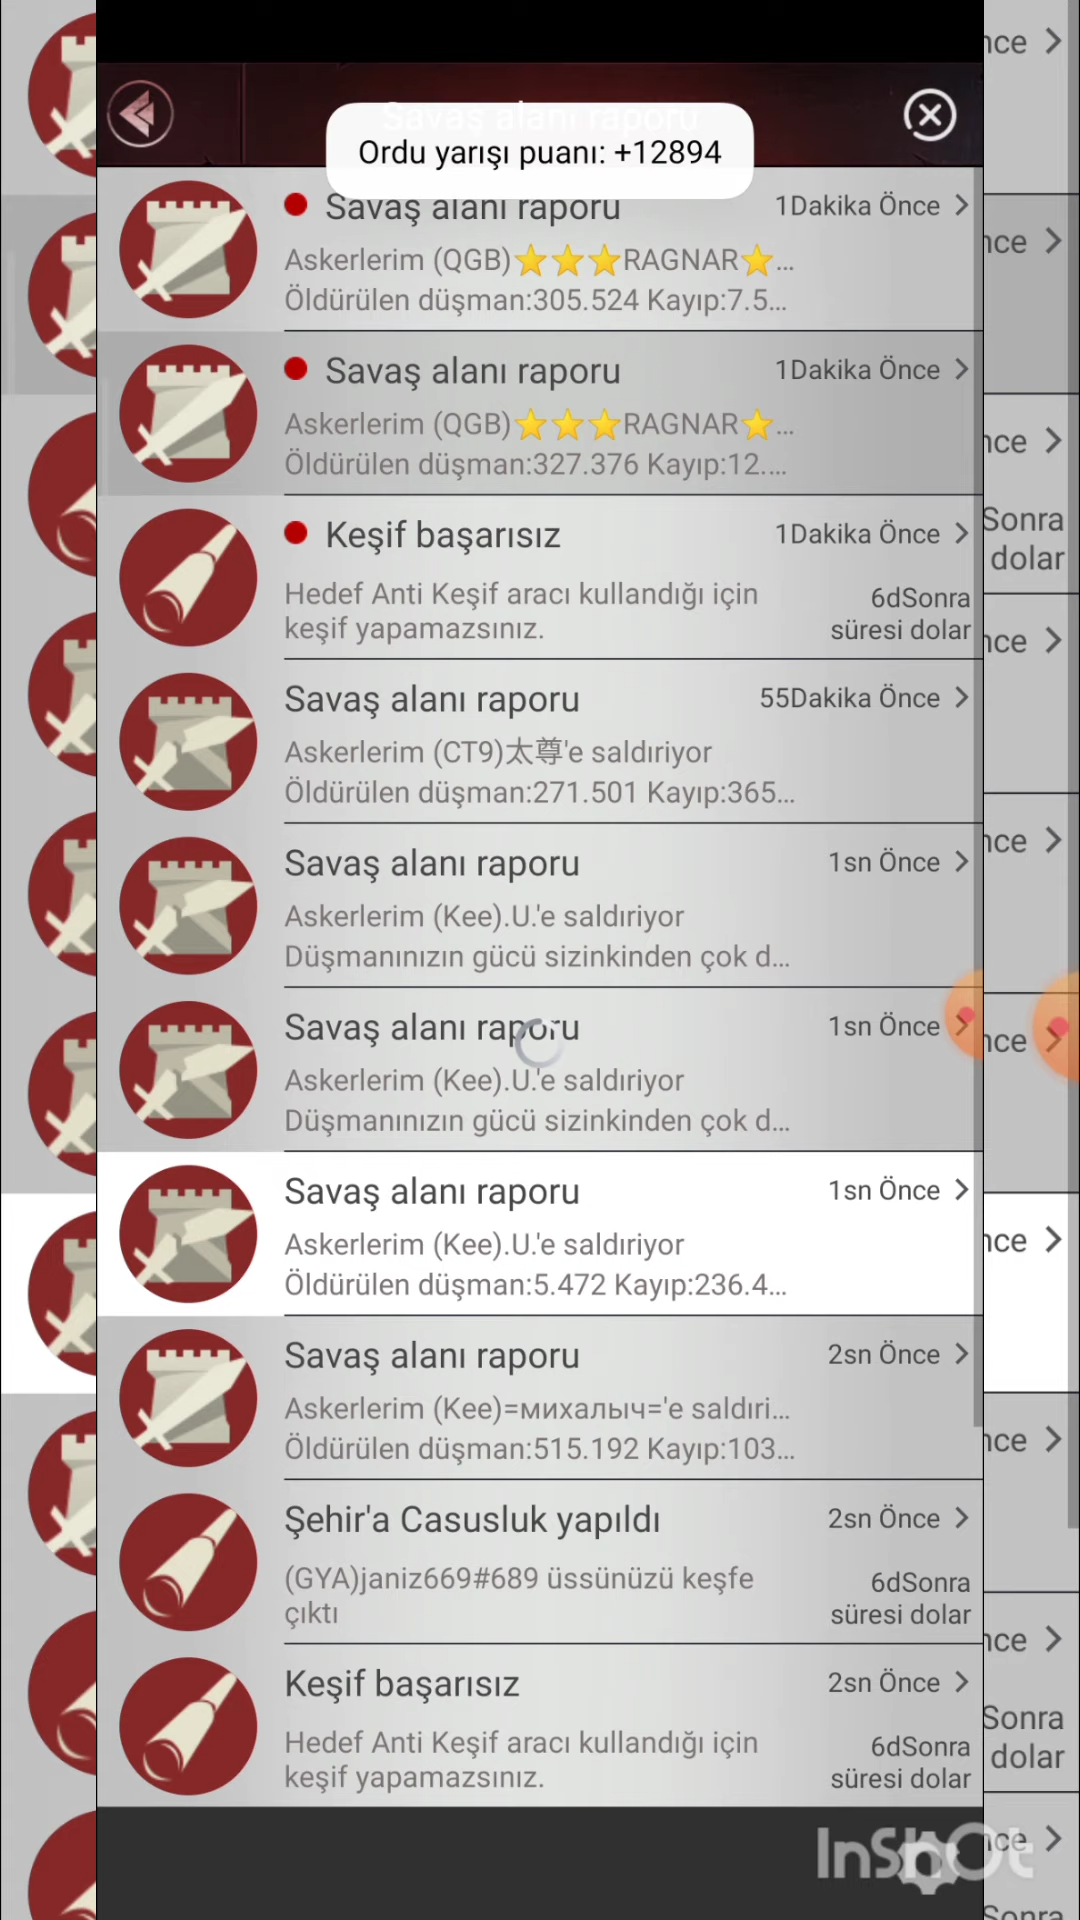 Savaş alanı raporu
Ordu yarışı puanı: +12894
Savaş alanı raporu 1Dakika Önce
Askerlerim (QGB)⭐⭐⭐RAGNAR⭐...
Öldürülen düşman:305.524 Kayıp:7.5...
Savaş alanı raporu 1Dakika Önce
Askerlerim (QGB)⭐⭐⭐RAGNAR⭐...
Öldürülen düşman:327.376 Kayıp:12....
Keşif başarısız 1Dakika Önce
Hedef Anti Keşif aracı kullandığı için 6dSonra
keşif yapamazsınız. süresi dolar
Savaş alanı raporu 55Dakika Önce
Askerlerim (CT9)太尊'e saldırıyor
Öldürülen düşman:271.501 Kayıp:365...
Savaş alanı raporu 1sn Önce
Askerlerim (Kee).U.'e saldırıyor
Düşmanınızın gücü sizinkinden çok d...
Savaş alanı raporu 1sn Önce
Askerlerim (Kee).U.'e saldırıyor
Düşmanınızın gücü sizinkinden çok d...
Savaş alanı raporu 1sn Önce
Askerlerim (Kee).U.'e saldırıyor
Öldürülen düşman:5.472 Kayıp:236.4...
Savaş alanı raporu 2sn Önce
Askerlerim (Kee)=михалыч='e saldıri...
Öldürülen düşman:515.192 Kayıp:103...
Şehir'a Casusluk yapıldı 2sn Önce
(GYA)janiz669#689 üssünüzü keşfe 6dSonra
çıktı süresi dolar
Keşif başarısız 2sn Önce
Hedef Anti Keşif aracı kullandığı için 6dSonra
keşif yapamazsınız. süresi dolar
InShOt